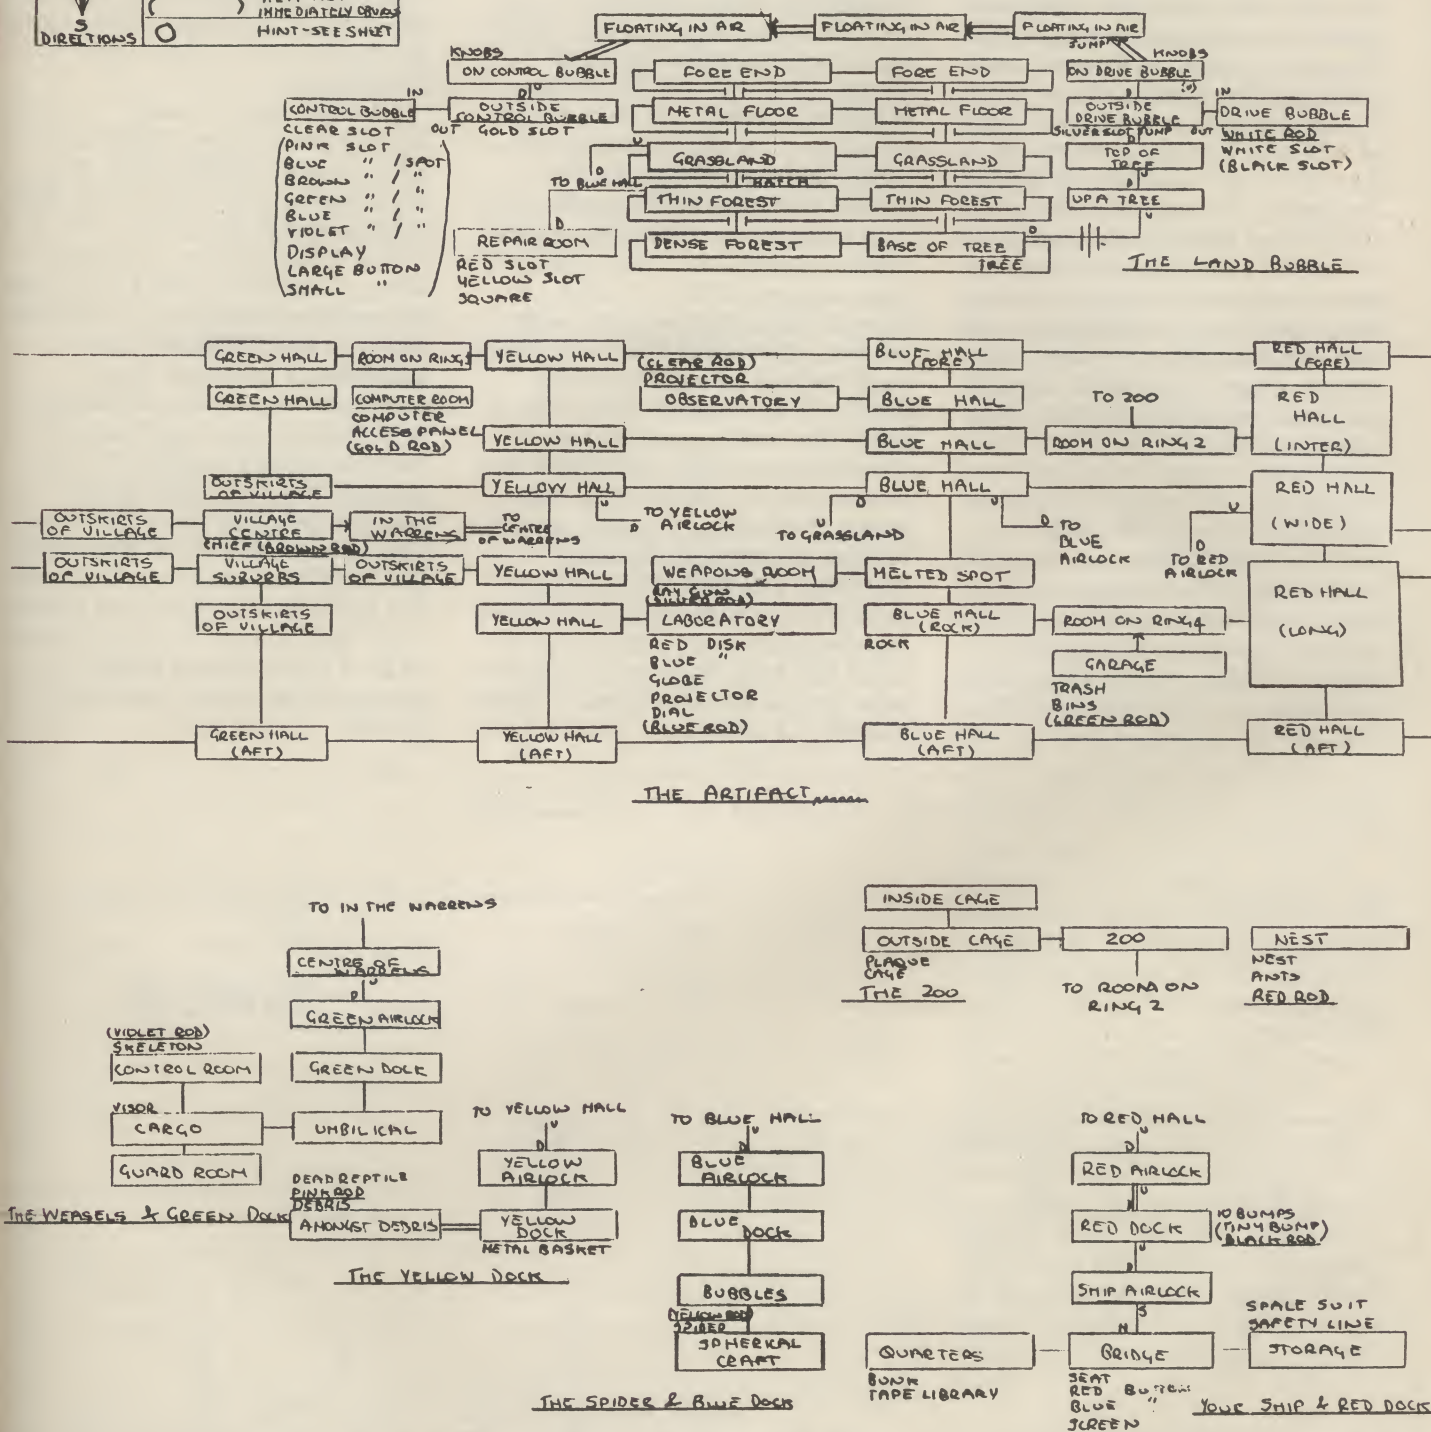 S
DIRECTIONS
IMMEDIATELY OBVIOUS
HINT-SEE SHEET
FLOATING IN AIR
FLOATING IN AIR
FLOATING IN AIR
JUMP
KNOBS
KNOBS
ON CONTROL BUBBLE
FORE END
FORE END
ON DRIVE BUBBLE
D U
D (U)
IN
CONTROL BUBBLE
OUTSIDE CONTROL BUBBLE
METAL FLOOR
METAL FLOOR
OUTSIDE DRIVE BUBBLE
IN
DRIVE BUBBLE
CLEAR SLOT
OUT
GOLD SLOT
SILVER SLOT JUMP
OUT
WHITE ROD
WHITE SLOT
(BLACK SLOT)
(PINK SLOT
BLUE " / SPOT
BROWN " / "
GREEN " / "
BLUE " / "
VIOLET " / "
DISPLAY
LARGE BUTTON
SMALL " )
U
D
TO BLUE HALL
GRASSLAND
GRASSLAND
TOP OF TREE
HATCH
THIN FOREST
THIN FOREST
UP A TREE
D
REPAIR ROOM
DENSE FOREST
BASE OF TREE
TREE
RED SLOT
YELLOW SLOT
SQUARE
THE LAND BUBBLE
GREEN HALL
ROOM ON RING 1
YELLOW HALL
BLUE HALL (FORE)
RED HALL (FORE)
(CLEAR ROD)
PROJECTOR
GREEN HALL
COMPUTER ROOM
OBSERVATORY
BLUE HALL
TO ZOO
RED HALL (INTER)
COMPUTER
ACCESS PANEL
(GOLD ROD)
YELLOW HALL
BLUE HALL
ROOM ON RING 2
OUTSKIRTS OF VILLAGE
YELLOW HALL
BLUE HALL
RED HALL (WIDE)
U
D TO YELLOW AIRLOCK
D
U
TO GRASSLAND
D TO BLUE AIRLOCK
U
D
TO RED AIRLOCK
OUTSKIRTS OF VILLAGE
VILLAGE CENTRE
IN THE WARRENS
TO CENTRE OF WARRENS
CHIEF (BROWN ROD)
OUTSKIRTS OF VILLAGE
VILLAGE SUBURBS
OUTSKIRTS OF VILLAGE
YELLOW HALL
WEAPONS ROOM
MELTED SPOT
RAY GUN
(SILVER ROD)
OUTSKIRTS OF VILLAGE
YELLOW HALL
LABORATORY
BLUE HALL (ROCK)
ROOM ON RING 4
RED HALL (LONG)
RED DISK
BLUE "
GLOBE
PROJECTOR
DIAL
(BLUE ROD)
ROCK
GARAGE
TRASH
BINS
(GREEN ROD)
GREEN HALL (AFT)
YELLOW HALL (AFT)
BLUE HALL (AFT)
RED HALL (AFT)
THE ARTIFACT
TO IN THE WARRENS
CENTRE OF WARRENS
U
D
GREEN AIRLOCK
(VIOLET ROD)
SKELETON
CONTROL ROOM
GREEN DOCK
VISOR
CARGO
UMBILICAL
GUARD ROOM
THE WEASELS & GREEN DOCK
INSIDE CAGE
OUTSIDE CAGE
ZOO
NEST
PLAQUE
CAGE
THE ZOO
TO ROOM ON RING 2
NEST
ANTS
RED ROD
TO YELLOW HALL
U
D
YELLOW AIRLOCK
DEAD REPTILE
PINK ROD
DEBRIS
AMONGST DEBRIS
YELLOW DOCK
METAL BASKET
THE YELLOW DOCK
TO BLUE HALL
U
D
BLUE AIRLOCK
BLUE DOCK
BUBBLES
(YELLOW ROD)
SPIDER
SPHERICAL CRAFT
THE SPIDER & BLUE DOCK
TO RED HALL
U
D
RED AIRLOCK
U
RED DOCK
10 BUMPS
(TINY BUMP)
BLACK ROD
U
D
SHIP AIRLOCK
S
N
SPACE SUIT
SAFETY LINE
QUARTERS
BRIDGE
STORAGE
BUNK
TAPE LIBRARY
SEAT
RED BUTTON
BLUE "
SCREEN
YOUR SHIP & RED DOCK